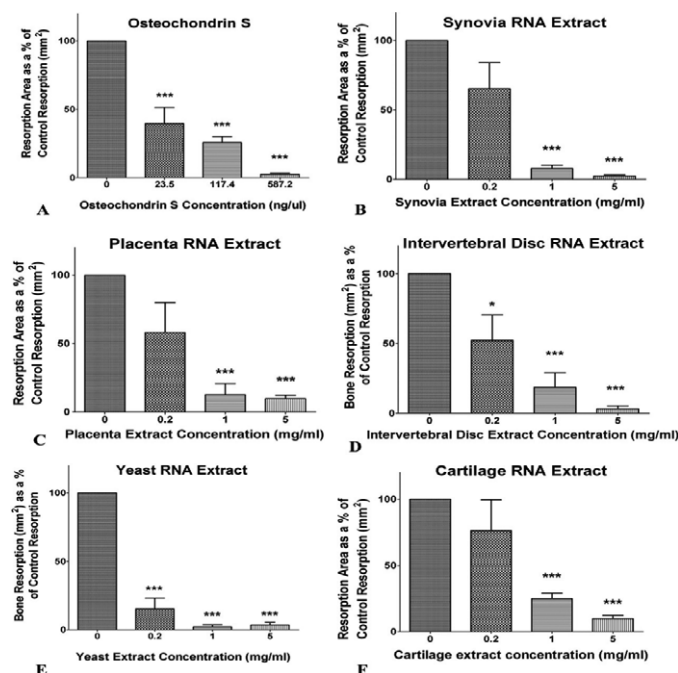 Osteochondrin S
Resorption Area as a % of
Control Resorption (mm²)
100
50
0
***
***
***
0 23.5 117.4 587.2
A Osteochondrin S Concentration (ng/ul)
Synovia RNA Extract
Resorption Area as a % of
Control Resorption (mm²)
100
50
0
***
***
0 0.2 1 5
B Synovia Extract Concentration (mg/ml)
Placenta RNA Extract
Resorption Area as a % of
Control Resorption (mm²)
100
50
0
***
***
0 0.2 1 5
C Placenta Extract Concentration (mg/ml)
Intervertebral Disc RNA Extract
Bone Resorption (mm²) as a %
of Control Resorption
100
50
0
*
***
***
0 0.2 1 5
D Intervertebral Disc Extract Concentration (mg/ml)
Yeast RNA Extract
Bone Resorption (mm²) as a %
of Control Resorption
100
50
0
***
***
***
0 0.2 1 5
E Yeast Extract Concentration (mg/ml)
Cartilage RNA Extract
Resorption Area as a % of
Control Resorption (mm²)
100
50
0
***
***
0 0.2 1 5
F Cartilage extract concentration (mg/ml)